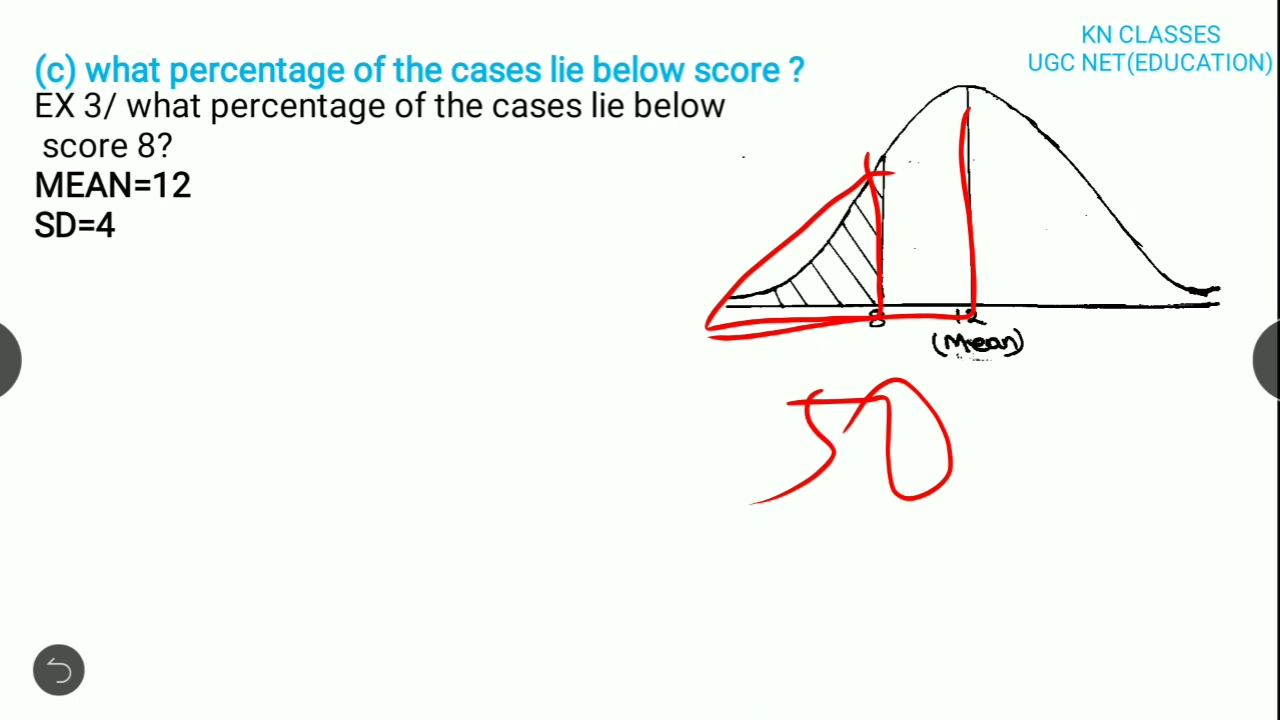 KN CLASSES
UGC NET(EDUCATION)
(c) what percentage of the cases lie below score ?
EX 3/ what percentage of the cases lie below
score 8?
MEAN=12
SD=4
8
12
(Mean)
50